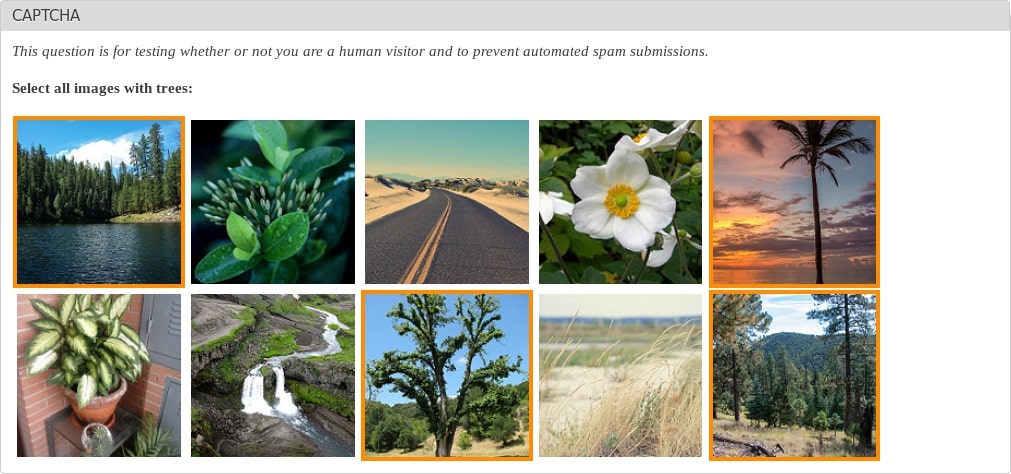 CAPTCHA
This question is for testing whether or not you are a human visitor and to prevent automated spam submissions.
Select all images with trees: